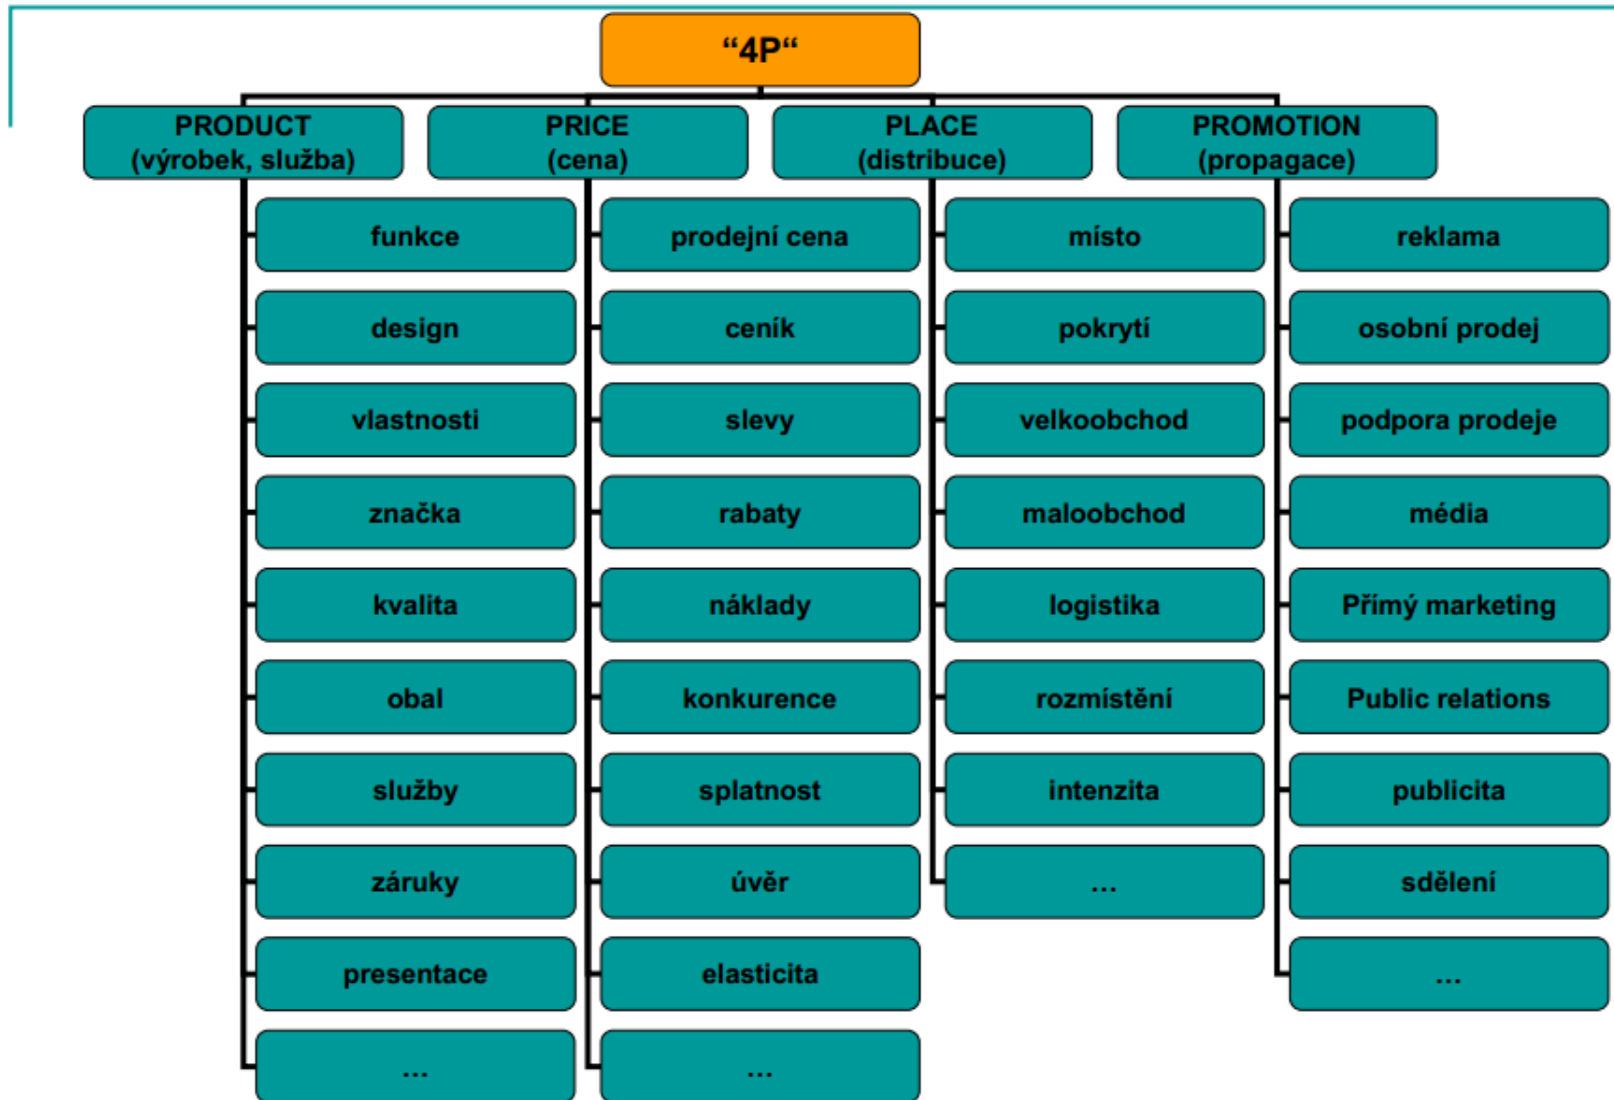 “4P“
PRODUCT
(výrobek, služba)
funkce
design
vlastnosti
značka
kvalita
obal
služby
záruky
presentace
...
PRICE
(cena)
prodejní cena
ceník
slevy
rabaty
náklady
konkurence
splatnost
úvěr
elasticita
...
PLACE
(distribuce)
místo
pokrytí
velkoobchod
maloobchod
logistika
rozmístění
intenzita
...
PROMOTION
(propagace)
reklama
osobní prodej
podpora prodeje
média
Přímý marketing
Public relations
publicita
sdělení
...